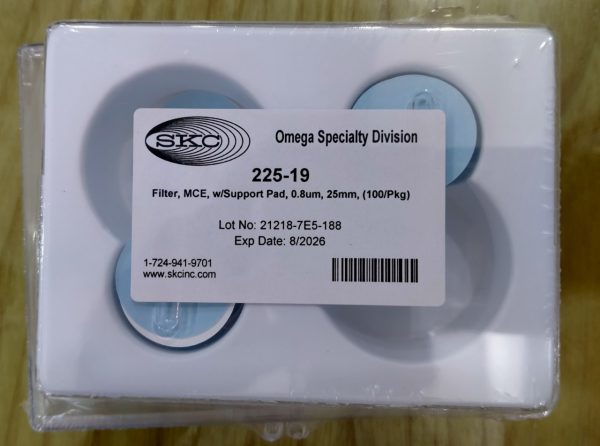 SKC
Omega Specialty Division
225-19
Filter, MCE, w/Support Pad, 0.8um, 25mm, (100/Pkg)
Lot No: 21218-7E5-188
Exp Date: 8/2026
1-724-941-9701
www.skcinc.com